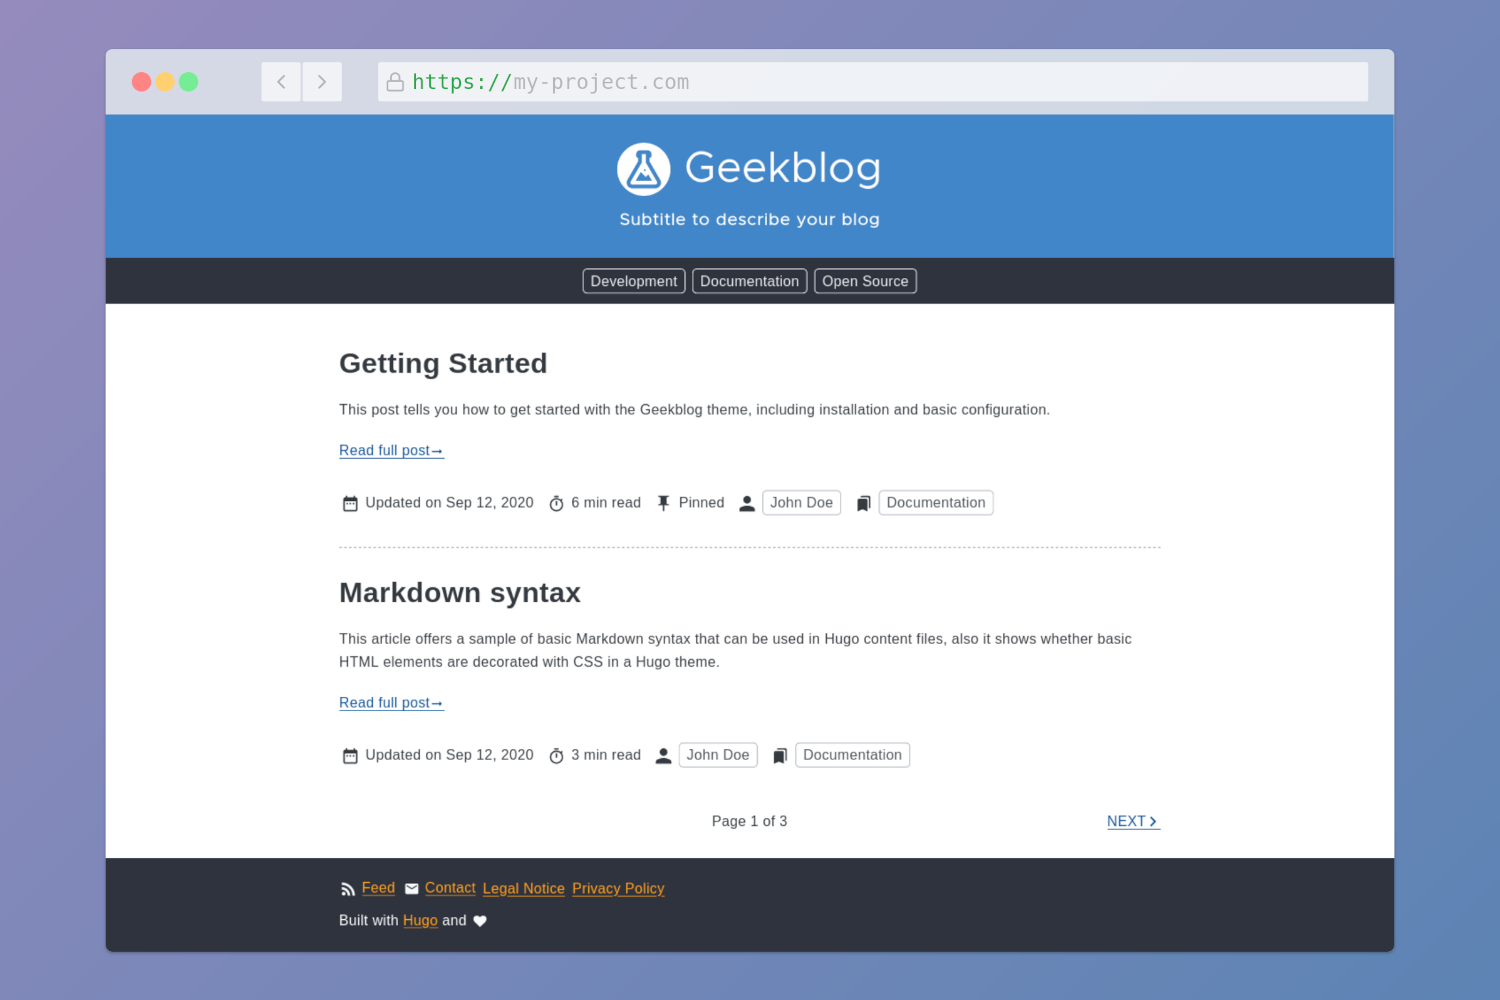 https://my-project.com
Geekblog
Subtitle to describe your blog
Development Documentation Open Source
Getting Started
This post tells you how to get started with the Geekblog theme, including installation and basic configuration.
Read full post→
Updated on Sep 12, 2020 6 min read Pinned John Doe Documentation
Markdown syntax
This article offers a sample of basic Markdown syntax that can be used in Hugo content files, also it shows whether basic
HTML elements are decorated with CSS in a Hugo theme.
Read full post→
Updated on Sep 12, 2020 3 min read John Doe Documentation
Page 1 of 3 NEXT
Feed Contact Legal Notice Privacy Policy
Built with Hugo and